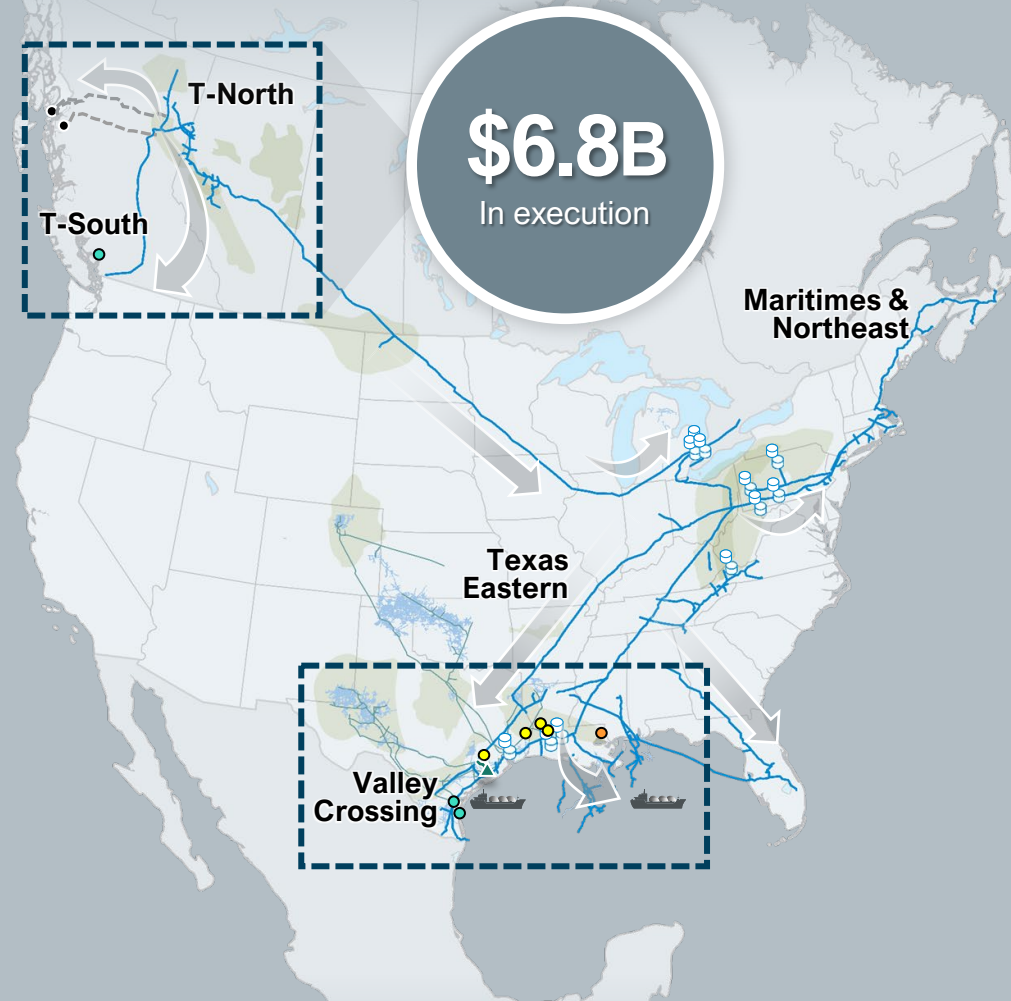 T-North
$6.8B
In execution
T-South
Maritimes &
Northeast
Texas
Eastern
Valley
Crossing